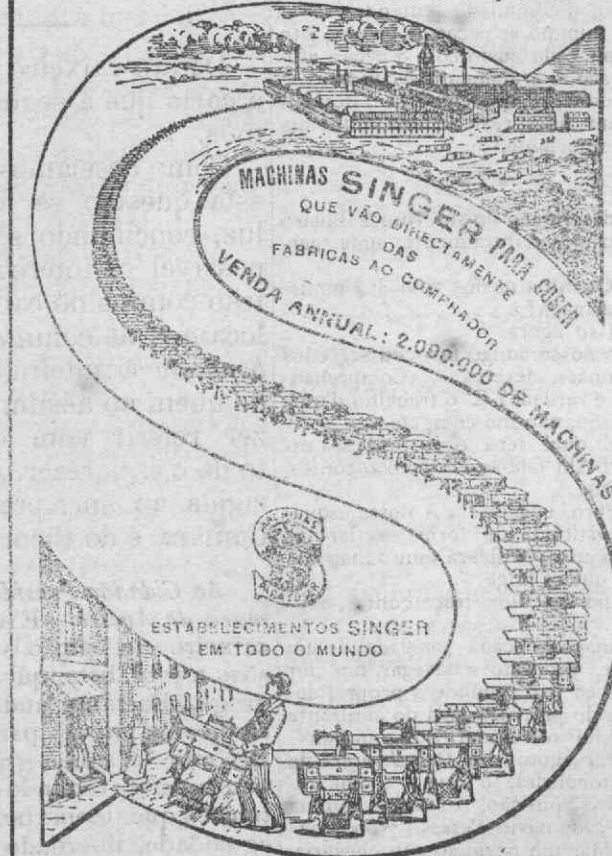 MACHINAS SINGER PARA COSER
QUE VÃO DIRECTAMENTE
DAS
FABRICAS AO COMPRADOR
VENDA ANNUAL: 2.000.000 DE MACHINAS
ESTABELECIMENTOS SINGER
EM TODO O MUNDO